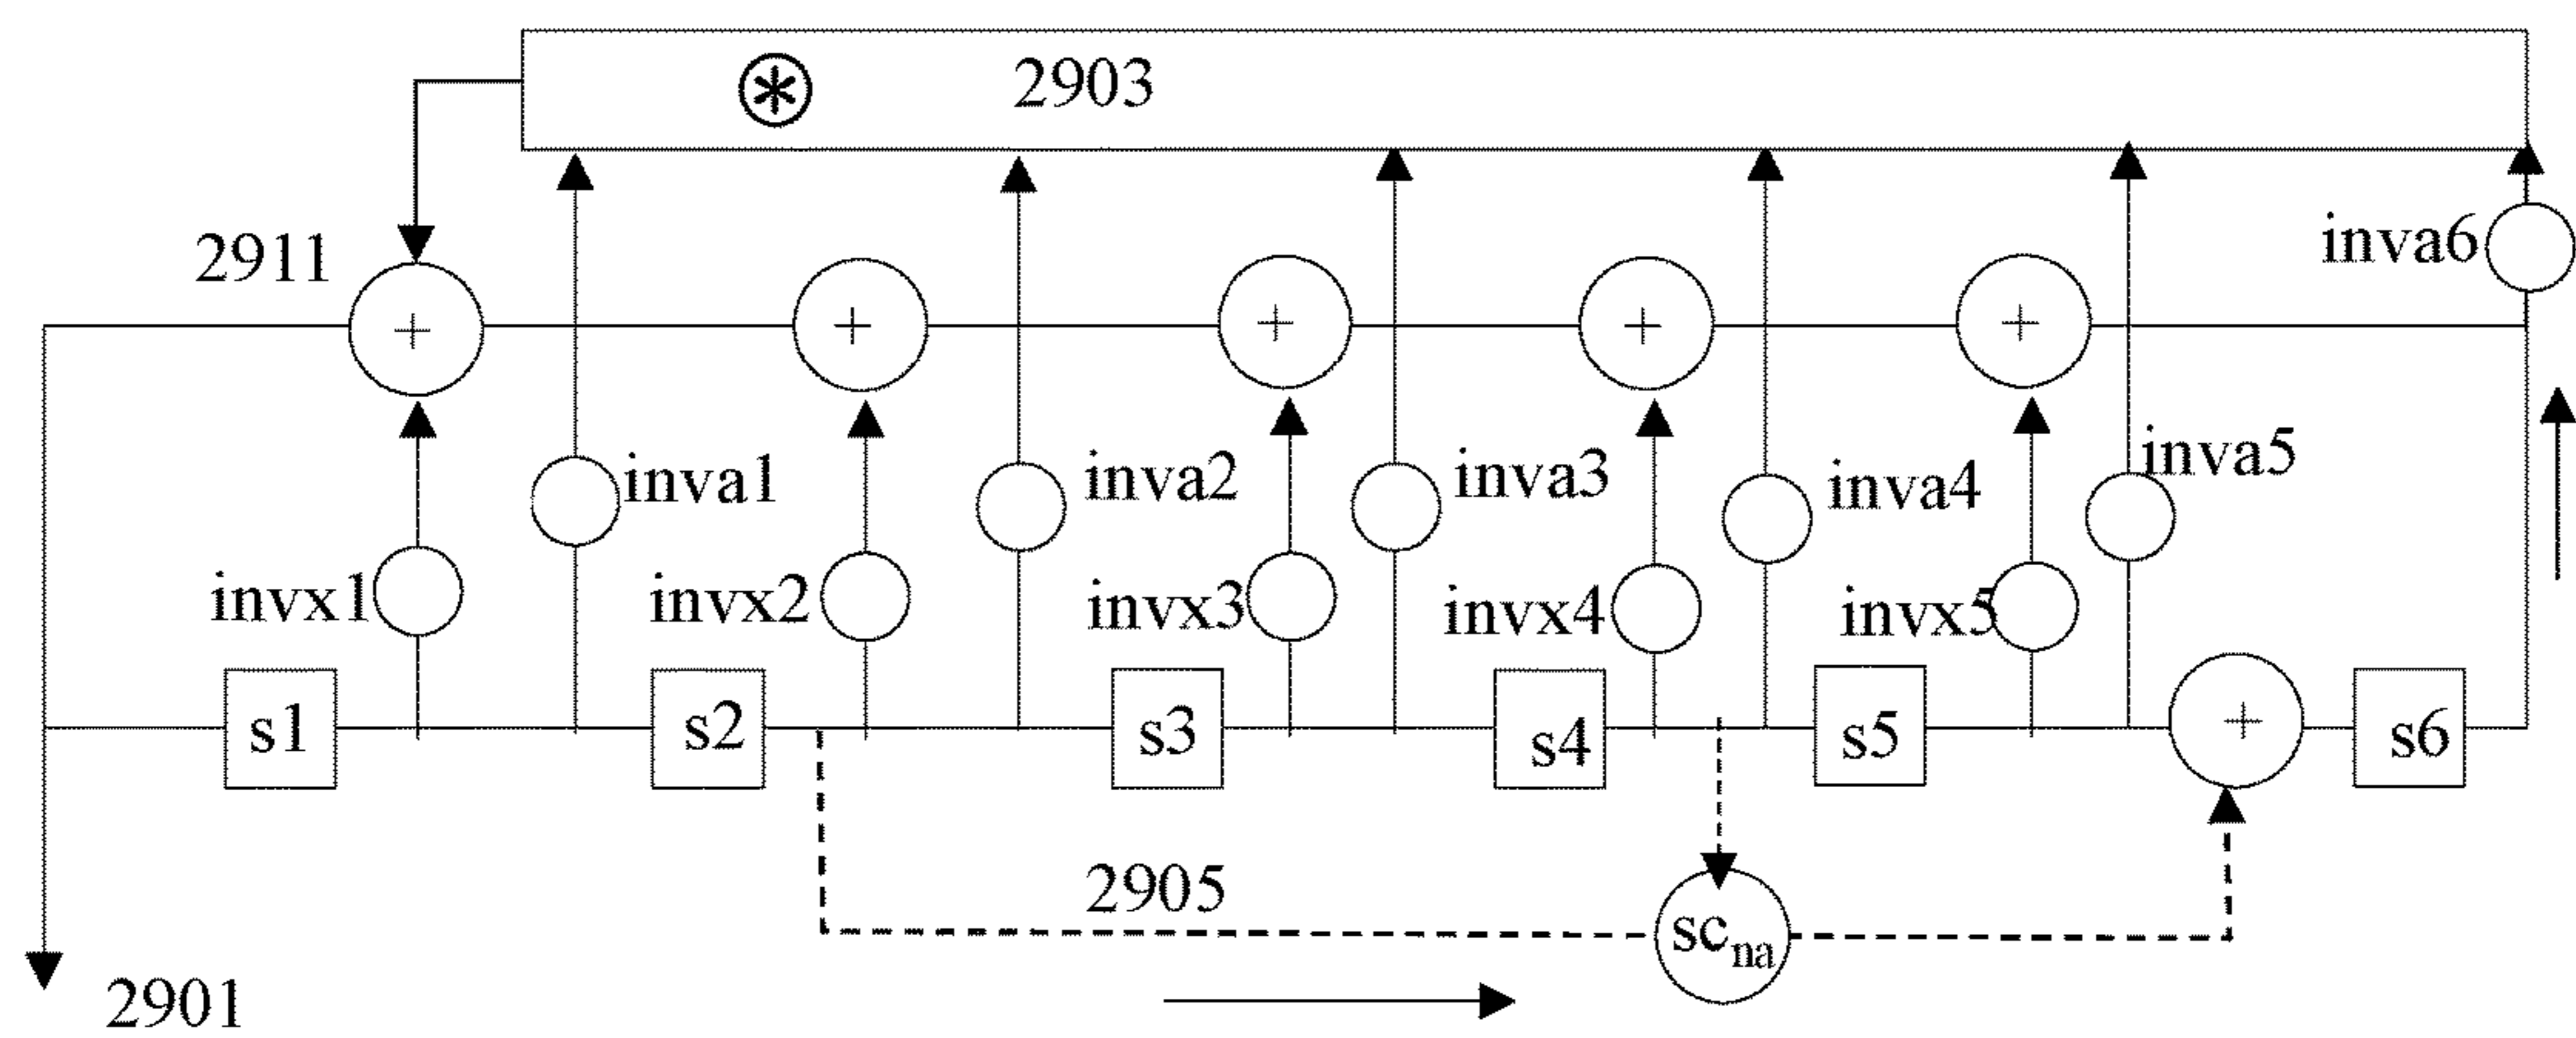 ⊛ 2903
2911
inva6
+ + + + +
inva1 inva2 inva3 inva4 inva5
invx1 invx2 invx3 invx4 invx5
s1 s2 s3 s4 s5 + s6
2905
sc_na
2901